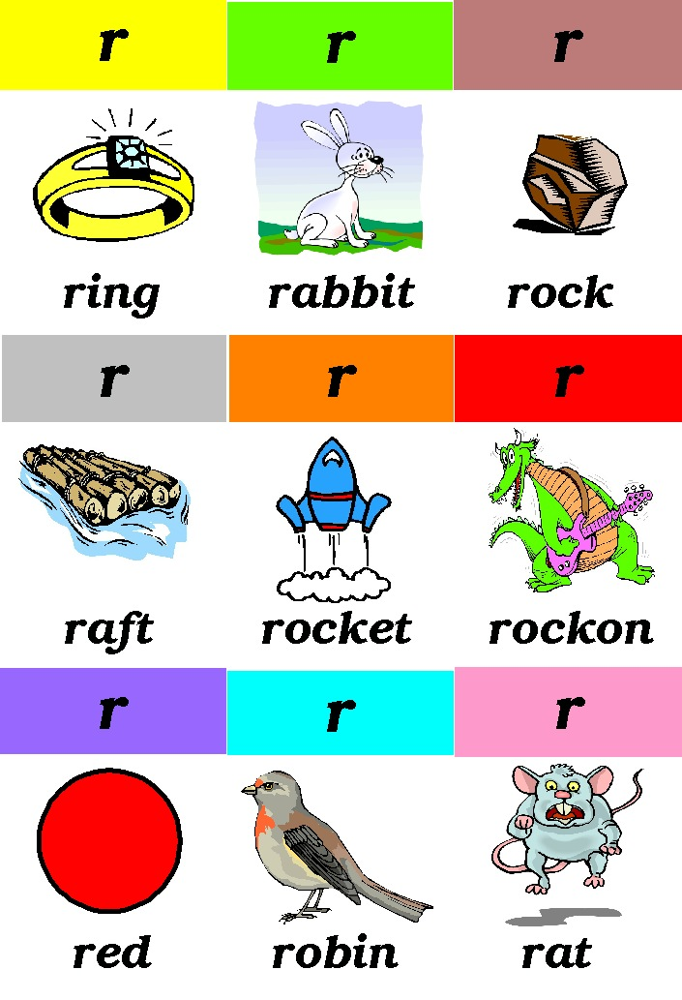 r r r
ring rabbit rock
r r r
raft rocket rockon
r r r
red robin rat